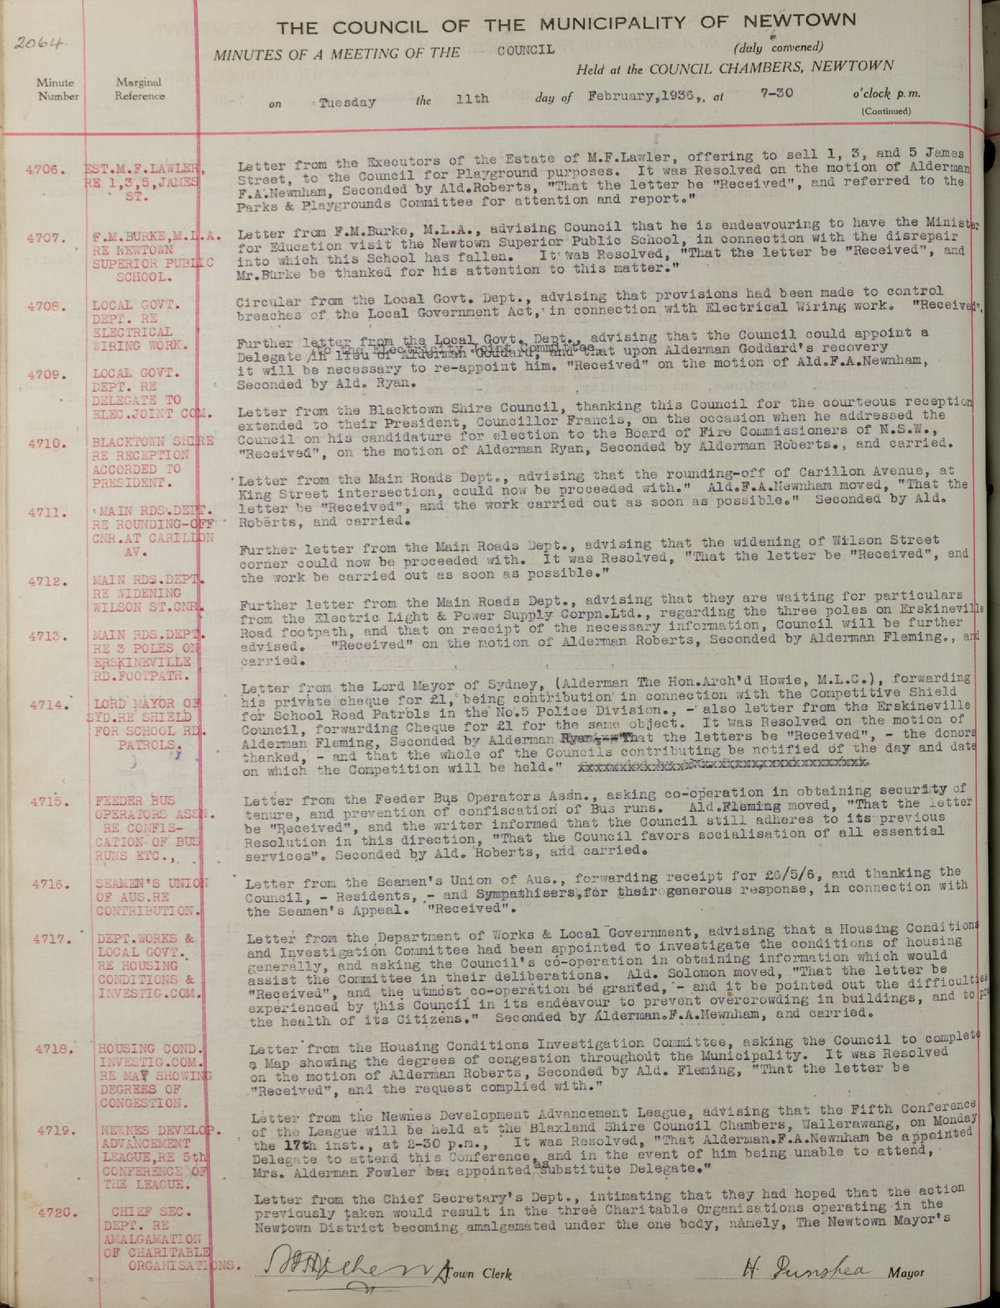 2064.
THE COUNCIL OF THE MUNICIPALITY OF NEWTOWN
MINUTES OF A MEETING OF THE COUNCIL (duly convened)
Held at the COUNCIL CHAMBERS, NEWTOWN
Minute Number
Marginal Reference
on Tuesday the 11th day of February,1936,. at 7-30 o'clock p.m.
(Continued)
4706.
EST.M.F.LAWLER,
RE 1,3,5,JAMES
ST.
Letter from the Executors of the Estate of M.F.Lawler, offering to sell 1, 3, and 5 James
Street, to the Council for Playground purposes. It was Resolved on the motion of Alderman
F.A.Newnham, Seconded by Ald.Roberts, "That the letter be "Received", and referred to the
Parks & Playgrounds Committee for attention and report."
4707.
F.M.BURKE,M.L.A.
RE NEWTOWN
SUPERIOR PUBLIC
SCHOOL.
Letter from F.M.Burke, M.L.A., advising Council that he is endeavouring to have the Minister
for Education visit the Newtown Superior Public School, in connection with the disrepair
into which this School has fallen. It was Resolved, "That the letter be "Received", and
Mr.Burke be thanked for his attention to this matter."
4708.
LOCAL GOVT.
DEPT. RE
ELECTRICAL
WIRING WORK.
Circular from the Local Govt. Dept., advising that provisions had been made to control
breaches of the Local Government Act, in connection with Electrical Wiring work. "Received".
4709.
LOCAL GOVT.
DEPT. RE
DELEGATE TO
ELEC.JOINT COM.
Further letter from the Local Govt. Dept., advising that the Council could appoint a
to the Electricity Joint Committee
Delegate in lieu of Alderman Goddard, and that upon Alderman Goddard's recovery
it will be necessary to re-appoint him. "Received" on the motion of Ald.F.A.Newnham,
Seconded by Ald. Ryan.
4710.
BLACKTOWN SHIRE
RE RECEPTION
ACCORDED TO
PRESIDENT.
Letter from the Blacktown Shire Council, thanking this Council for the courteous reception
extended to their President, Councillor Francis, on the occasion when he addressed the
Council on his candidature for election to the Board of Fire Commissioners of N.S.W.,
"Received", on the motion of Alderman Ryan, Seconded by Alderman Roberts., and carried.
4711.
MAIN RDS.DEPT.
RE ROUNDING-OFF
CNR.AT CARILLON
AV.
Letter from the Main Roads Dept., advising that the rounding-off of Carillon Avenue, at
King Street intersection, could now be proceeded with." Ald.F.A.Newnham moved, "That the
letter be "Received", and the work carried out as soon as possible." Seconded by Ald.
Roberts, and carried.
4712.
MAIN RDS.DEPT.
RE WIDENING
WILSON ST.CNR.
Further letter from the Main Roads Dept., advising that the widening of Wilson Street
corner could now be proceeded with. It was Resolved, "That the letter be "Received", and
the work be carried out as soon as possible."
4713.
MAIN RDS.DEPT.
RE 3 POLES ON
ERSKINEVILLE
RD.FOOTPATH.
Further letter from the Main Roads Dept., advising that they are waiting for particulars
from the Electric Light & Power Supply Corpn.Ltd., regarding the three poles on Erskineville
Road footpath, and that on receipt of the necessary information, Council will be further
advised. "Received" on the motion of Alderman Roberts, Seconded by Alderman Fleming., and
carried.
4714.
LORD MAYOR OF
SYD.RE SHIELD
FOR SCHOOL RD.
PATROLS.
Letter from the Lord Mayor of Sydney, (Alderman The Hon.Arch'd Howie, M.L.C.), forwarding
his private cheque for £1, being contribution in connection with the Competitive Shield
for School Road Patrols in the No.5 Police Division., - also letter from the Erskineville
Council, forwarding Cheque for £1 for the same object. It was Resolved on the motion of
Alderman Fleming, Seconded by Alderman Ryan, "That the letters be "Received", - the donors
thanked, - and that the whole of the Councils contributing be notified of the day and date
on which the Competition will be held."
4715.
FEEDER BUS
OPERATORS ASSN.
RE CONFIS-
CATION OF BUS
RUNS ETC.,
Letter from the Feeder Bus Operators Assn., asking co-operation in obtaining security of
tenure, and prevention of confiscation of Bus runs. Ald.Fleming moved, "That the letter
be "Received", and the writer informed that the Council still adheres to its previous
Resolution in this direction, "That the Council favors socialisation of all essential
services". Seconded by Ald. Roberts, and carried.
4716.
SEAMEN'S UNION
OF AUS.RE
CONTRIBUTION.
Letter from the Seamen's Union of Aus., forwarding receipt for £6/5/6, and thanking the
Council, - Residents, - and Sympathisers,for their generous response, in connection with
the Seamen's Appeal. "Received".
4717.
DEPT.WORKS &
LOCAL GOVT.
RE HOUSING
CONDITIONS &
INVESTIG.COM.
Letter from the Department of Works & Local Government, advising that a Housing Conditions
and Investigation Committee had been appointed to investigate the conditions of housing
generally, and asking the Council's co-operation in obtaining information which would
assist the Committee in their deliberations. Ald. Solomon moved, "That the letter be
"Received", and the utmost co-operation be granted, - and it be pointed out the difficulties
experienced by this Council in its endeavour to prevent overcrowding in buildings, and to
the health of its Citizens." Seconded by Alderman.F.A.Newnham, and carried.
4718.
HOUSING COND.
INVESTIG.COM.
RE MAP SHOWING
DEGREES OF
CONGESTION.
Letter from the Housing Conditions Investigation Committee, asking the Council to complete
a Map showing the degrees of congestion throughout the Municipality. It was Resolved
on the motion of Alderman Roberts, Seconded by Ald. Fleming, "That the letter be
"Received", and the request complied with."
4719.
NEWNES DEVELOP.
ADVANCEMENT
LEAGUE,RE 5th
CONFERENCE OF
THE LEAGUE.
Letter from the Newnes Development Advancement League, advising that the Fifth Conference
of the League will be held at the Blaxland Shire Council Chambers, Wallerawang, on Monday
the 17th inst., at 2-30 p.m., It was Resolved, "That Alderman.F.A.Newnham be appointed
Delegate to attend this Conference, and in the event of him being unable to attend,
Mrs. Alderman Fowler be appointed as substitute Delegate."
4720.
CHIEF SEC.
DEPT. RE
AMALGAMATION
OF CHARITABLE
ORGANISATIONS.
Letter from the Chief Secretary's Dept., intimating that they had hoped that the action
previously taken would result in the three Charitable Organisations operating in the
Newtown District becoming amalgamated under the one body, namely, The Newtown Mayor's
Town Clerk
H Dunshea Mayor